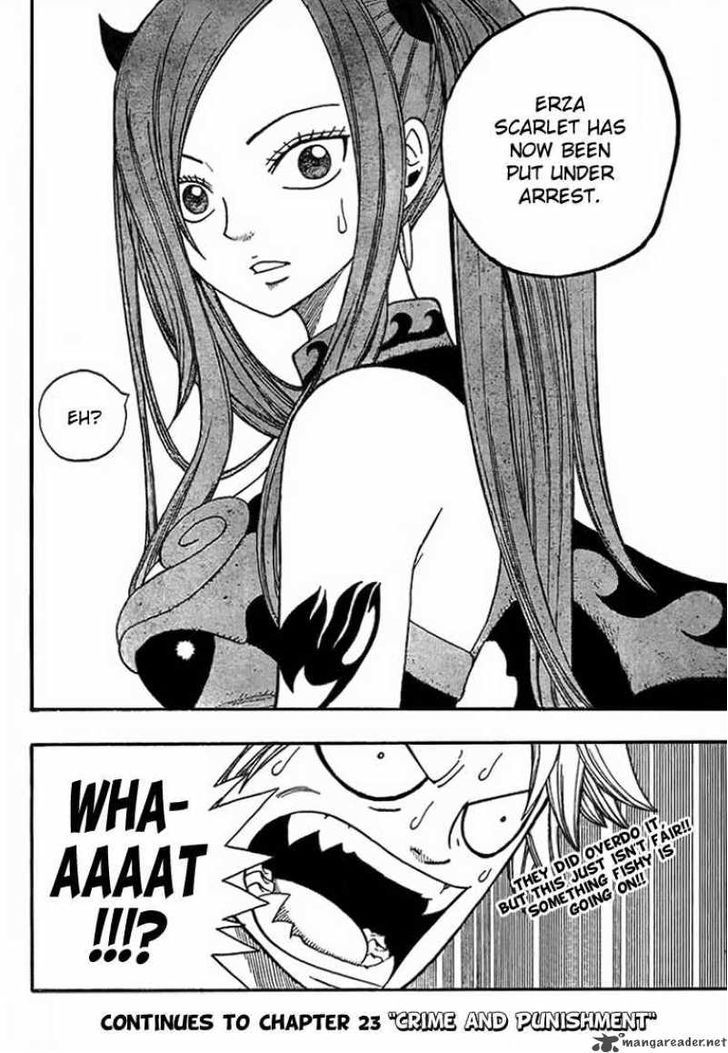 ERZA
SCARLET HAS
NOW BEEN
PUT UNDER
ARREST.
EH?
WHA-
AAAAT
!!!?
THEY DID OVERDO IT,
BUT THIS JUST ISN'T FAIR!!
SOMETHING FISHY IS
GOING ON!!
CONTINUES TO CHAPTER 23 "CRIME AND PUNISHMENT"
mangareader.net